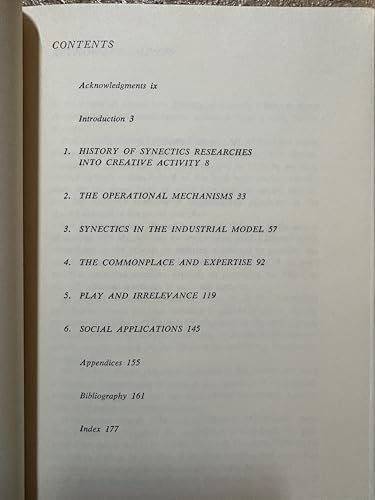 CONTENTS
Acknowledgments ix
Introduction 3
1. HISTORY OF SYNECTICS RESEARCHES
INTO CREATIVE ACTIVITY 8
2. THE OPERATIONAL MECHANISMS 33
3. SYNECTICS IN THE INDUSTRIAL MODEL 57
4. THE COMMONPLACE AND EXPERTISE 92
5. PLAY AND IRRELEVANCE 119
6. SOCIAL APPLICATIONS 145
Appendices 155
Bibliography 161
Index 177